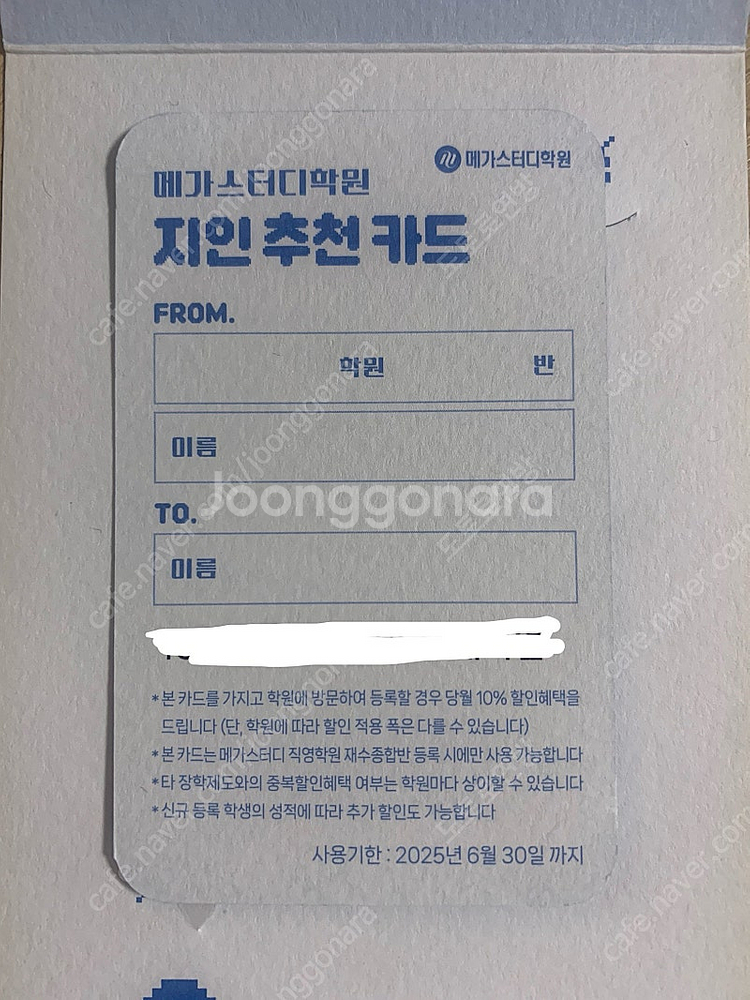 메가스터디학원
메가스터디학원
지인 추천 카드
FROM.
학원 반
이름
Joonggonara
TO.
이름
*본 카드를 가지고 학원에 방문하여 등록할 경우 당월 10% 할인혜택을
드립니다 (단, 학원에 따라 할인 적용 폭은 다를 수 있습니다)
*본 카드는 메가스터디 직영학원 재수종합반 등록 시에만 사용 가능합니다
*타 장학제도와의 중복할인혜택 여부는 학원마다 상이할 수 있습니다
*신규 등록 학생의 성적에 따라 추가 할인도 가능합니다
사용기한 : 2025년 6월 30일 까지
cafe.naver.com/joonggonara